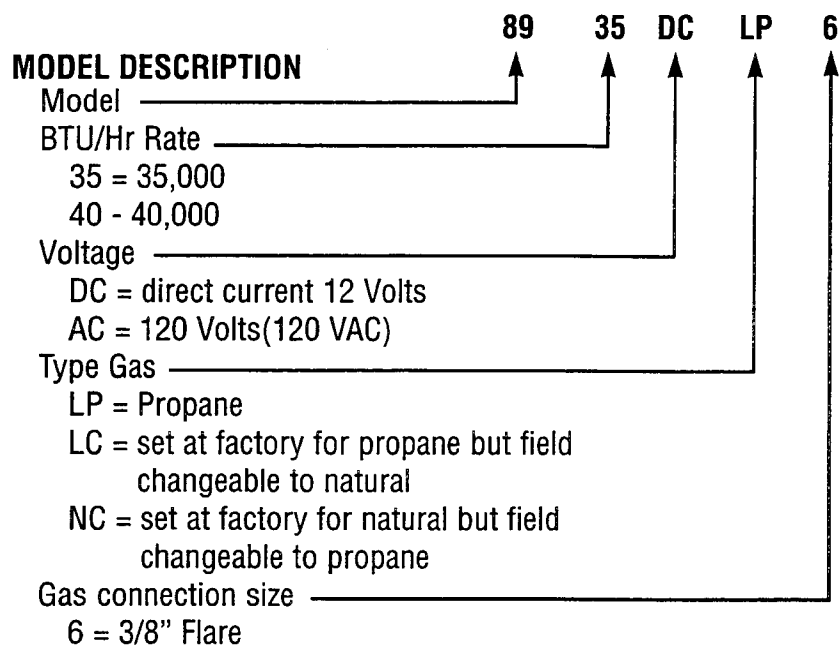 89 35 DC LP 6
MODEL DESCRIPTION
Model
BTU/Hr Rate
35 = 35,000
40 - 40,000
Voltage
DC = direct current 12 Volts
AC = 120 Volts(120 VAC)
Type Gas
LP = Propane
LC = set at factory for propane but field
changeable to natural
NC = set at factory for natural but field
changeable to propane
Gas connection size
6 = 3/8” Flare